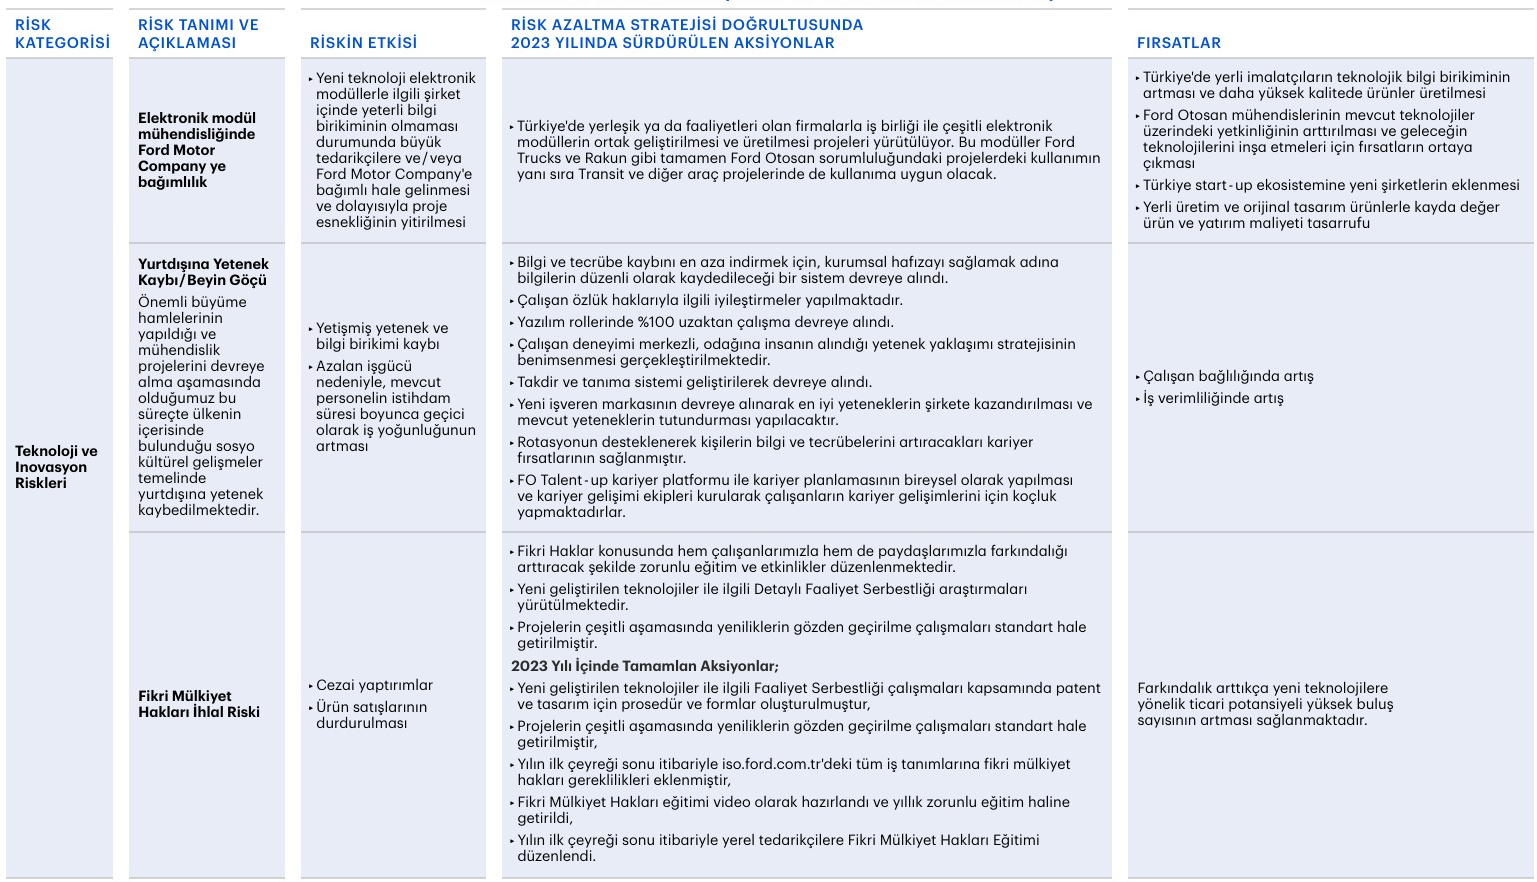 RİSK
KATEGORİSİ
RİSK TANIMI VE
AÇIKLAMASI
RİSKİN ETKİSİ
RİSK AZALTMA STRATEJİSİ DOĞRULTUSUNDA
2023 YILINDA SÜRDÜRÜLEN AKSİYONLAR
FIRSATLAR
Teknoloji ve
Inovasyon
Riskleri
Elektronik modül
mühendisliğinde
Ford Motor
Company ye
bağımlılık
‣ Yeni teknoloji elektronik
modüllerle ilgili şirket
içinde yeterli bilgi
birikiminin olmaması
durumunda büyük
tedarikçilere ve/veya
Ford Motor Company'e
bağımlı hale gelinmesi
ve dolayısıyla proje
esnekliğinin yitirilmesi
‣ Türkiye'de yerleşik ya da faaliyetleri olan firmalarla iş birliği ile çeşitli elektronik
modüllerin ortak geliştirilmesi ve üretilmesi projeleri yürütülüyor. Bu modüller Ford
Trucks ve Rakun gibi tamamen Ford Otosan sorumluluğundaki projelerdeki kullanımın
yanı sıra Transit ve diğer araç projelerinde de kullanıma uygun olacak.
‣ Türkiye'de yerli imalatçıların teknolojik bilgi birikiminin
artması ve daha yüksek kalitede ürünler üretilmesi
‣ Ford Otosan mühendislerinin mevcut teknolojiler
üzerindeki yetkinliğinin arttırılması ve geleceğin
teknolojilerini inşa etmeleri için fırsatların ortaya
çıkması
‣ Türkiye start-up ekosistemine yeni şirketlerin eklenmesi
‣ Yerli üretim ve orijinal tasarım ürünlerle kayda değer
ürün ve yatırım maliyeti tasarrufu
Yurtdışına Yetenek
Kaybı/Beyin Göçü
Önemli büyüme
hamlelerinin
yapıldığı ve
mühendislik
projelerini devreye
alma aşamasında
olduğumuz bu
süreçte ülkenin
içerisinde
bulunduğu sosyo
kültürel gelişmeler
temelinde
yurtdışına yetenek
kaybedilmektedir.
‣ Yetişmiş yetenek ve
bilgi birikimi kaybı
‣ Azalan işgücü
nedeniyle, mevcut
personelin istihdam
süresi boyunca geçici
olarak iş yoğunluğunun
artması
‣ Bilgi ve tecrübe kaybını en aza indirmek için, kurumsal hafızayı sağlamak adına
bilgilerin düzenli olarak kaydedileceği bir sistem devreye alındı.
‣ Çalışan özlük haklarıyla ilgili iyileştirmeler yapılmaktadır.
‣ Yazılım rollerinde %100 uzaktan çalışma devreye alındı.
‣ Çalışan deneyimi merkezli, odağına insanın alındığı yetenek yaklaşımı stratejisinin
benimsenmesi gerçekleştirilmektedir.
‣ Takdir ve tanıma sistemi geliştirilerek devreye alındı.
‣ Yeni işveren markasının devreye alınarak en iyi yeteneklerin şirkete kazandırılması ve
mevcut yeteneklerin tutundurması yapılacaktır.
‣ Rotasyonun desteklenerek kişilerin bilgi ve tecrübelerini artıracakları kariyer
fırsatlarının sağlanmıştır.
‣ FO Talent-up kariyer platformu ile kariyer planlamasının bireysel olarak yapılması
ve kariyer gelişimi ekipleri kurularak çalışanların kariyer gelişimlerini için koçluk
yapmaktadırlar.
‣ Çalışan bağlılığında artış
‣ İş verimliliğinde artış
Fikri Mülkiyet
Hakları İhlal Riski
‣ Cezai yaptırımlar
‣ Ürün satışlarının
durdurulması
‣ Fikri Haklar konusunda hem çalışanlarımızla hem de paydaşlarımızla farkındalığı
arttıracak şekilde zorunlu eğitim ve etkinlikler düzenlenmektedir.
‣ Yeni geliştirilen teknolojiler ile ilgili Detaylı Faaliyet Serbestliği araştırmaları
yürütülmektedir.
‣ Projelerin çeşitli aşamasında yeniliklerin gözden geçirilme çalışmaları standart hale
getirilmiştir.
2023 Yılı İçinde Tamamlan Aksiyonlar;
‣ Yeni geliştirilen teknolojiler ile ilgili Faaliyet Serbestliği çalışmaları kapsamında patent
ve tasarım için prosedür ve formlar oluşturulmuştur,
‣ Projelerin çeşitli aşamasında yeniliklerin gözden geçirilme çalışmaları standart hale
getirilmiştir,
‣ Yılın ilk çeyreği sonu itibariyle iso.ford.com.tr'deki tüm iş tanımlarına fikri mülkiyet
hakları gereklilikleri eklenmiştir,
‣ Fikri Mülkiyet Hakları eğitimi video olarak hazırlandı ve yıllık zorunlu eğitim haline
getirildi,
‣ Yılın ilk çeyreği sonu itibariyle yerel tedarikçilere Fikri Mülkiyet Hakları Eğitimi
düzenlendi.
Farkındalık arttıkça yeni teknolojilere
yönelik ticari potansiyeli yüksek buluş
sayısının artması sağlanmaktadır.